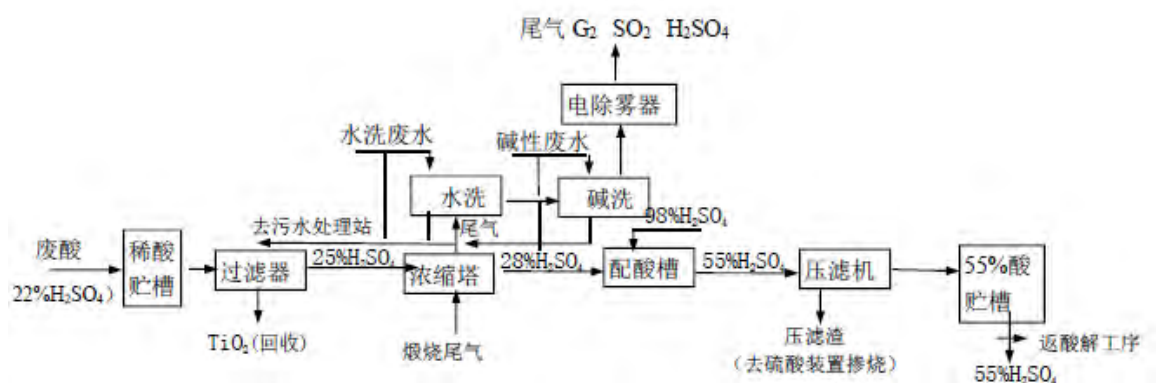 尾气 G2 SO2 H2SO4
电除雾器
水洗废水
碱性废水
水洗
碱洗
去污水处理站
尾气
98%H2SO4
废酸
22%H2SO4）
稀酸
贮槽
过滤器
25%H2SO4
浓缩塔
28%H2SO4
配酸槽
55%H2SO4
压滤机
55%酸
贮槽
TiO2(回收)
煅烧尾气
压滤渣
（去硫酸装置掺烧）
返酸解工序
55%H2SO4